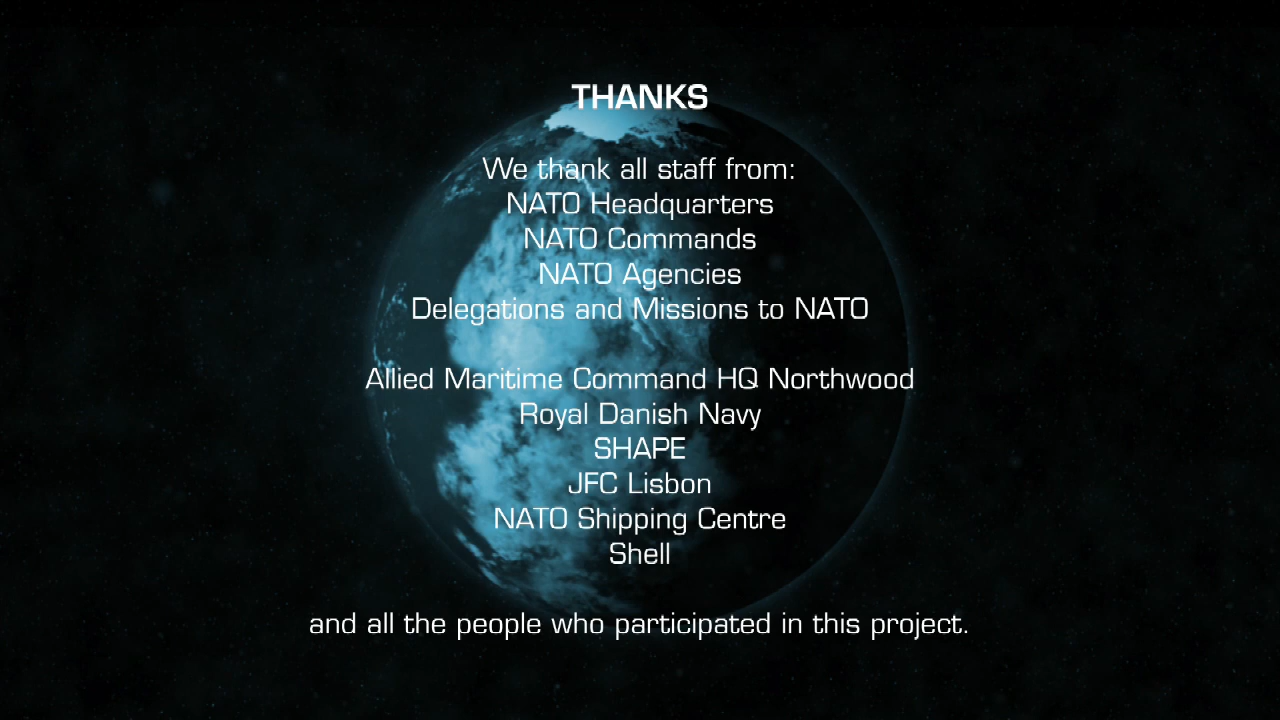 THANKS
We thank all staff from:
NATO Headquarters
NATO Commands
NATO Agencies
Delegations and Missions to NATO
Allied Maritime Command HQ Northwood
Royal Danish Navy
SHAPE
JFC Lisbon
NATO Shipping Centre
Shell
and all the people who participated in this project.